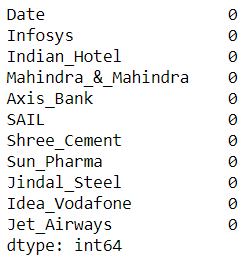 Date 0
Infosys 0
Indian_Hotel 0
Mahindra_&_Mahindra 0
Axis_Bank 0
SAIL 0
Shree_Cement 0
Sun_Pharma 0
Jindal_Steel 0
Idea_Vodafone 0
Jet_Airways 0
dtype: int64